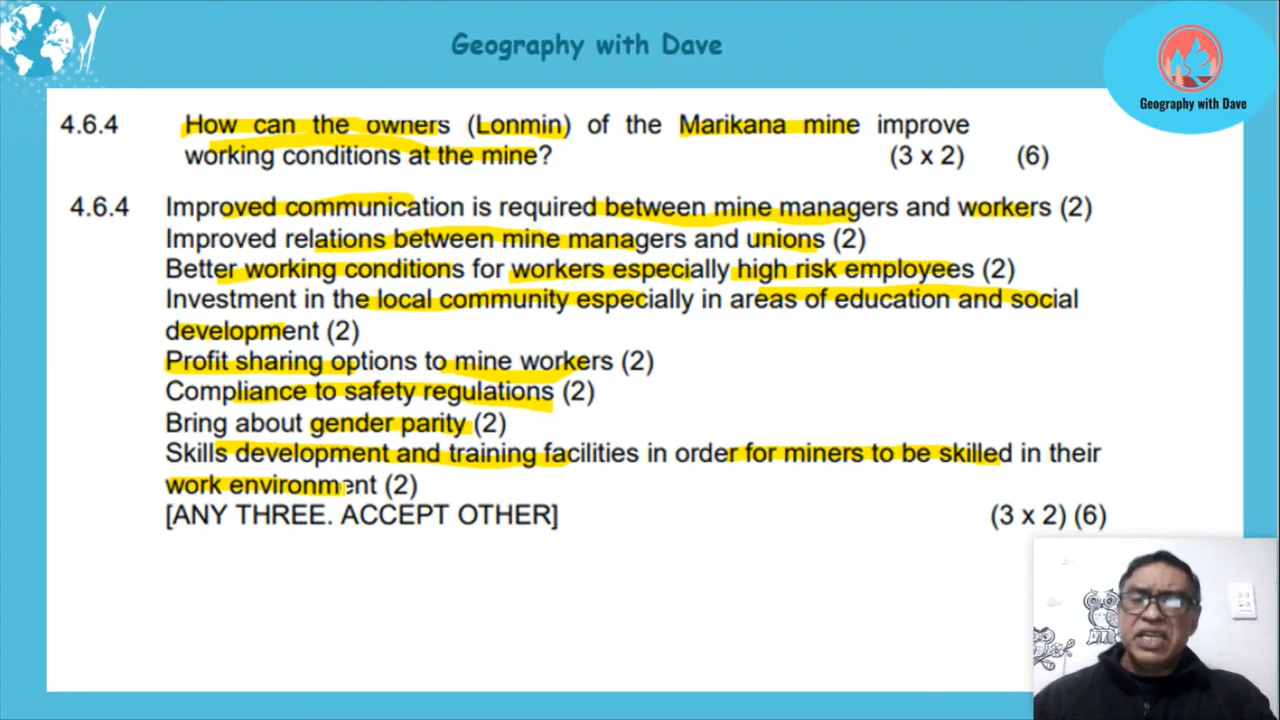 Geography with Dave
Geography with Dave
4.6.4 How can the owners (Lonmin) of the Marikana mine improve
working conditions at the mine? (3 x 2) (6)
4.6.4 Improved communication is required between mine managers and workers (2)
Improved relations between mine managers and unions (2)
Better working conditions for workers especially high risk employees (2)
Investment in the local community especially in areas of education and social
development (2)
Profit sharing options to mine workers (2)
Compliance to safety regulations (2)
Bring about gender parity (2)
Skills development and training facilities in order for miners to be skilled in their
work environment (2)
[ANY THREE. ACCEPT OTHER] (3 x 2) (6)